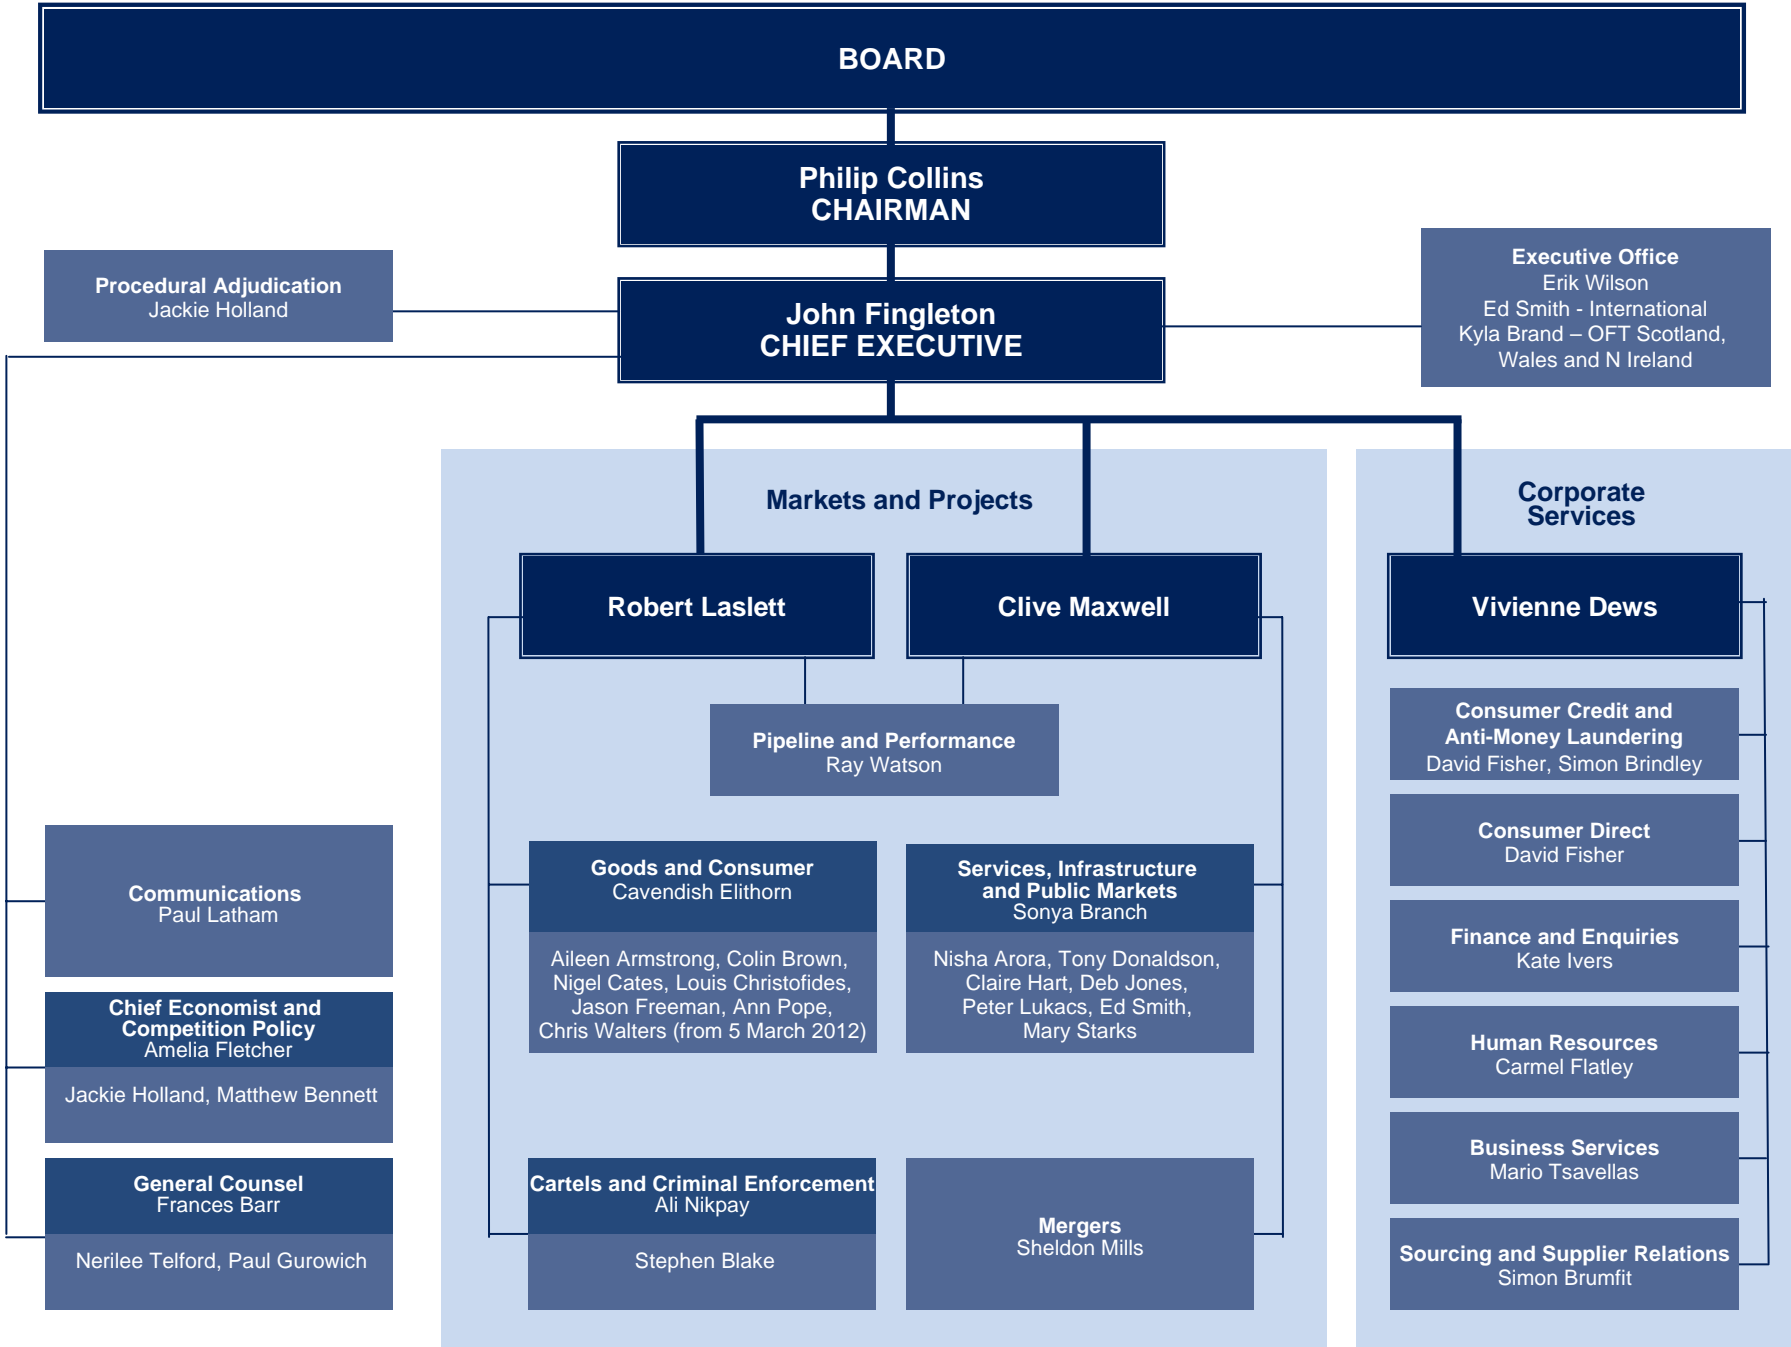 BOARD
Philip Collins
CHAIRMAN
Procedural Adjudication
Jackie Holland
John Fingleton
CHIEF EXECUTIVE
Executive Office
Erik Wilson
Ed Smith - International
Kyla Brand – OFT Scotland,
Wales and N Ireland
Markets and Projects
Corporate
Services
Robert Laslett
Clive Maxwell
Vivienne Dews
Pipeline and Performance
Ray Watson
Communications
Paul Latham
Chief Economist and
Competition Policy
Amelia Fletcher
Jackie Holland, Matthew Bennett
General Counsel
Frances Barr
Nerilee Telford, Paul Gurowich
Goods and Consumer
Cavendish Elithorn
Aileen Armstrong, Colin Brown,
Nigel Cates, Louis Christofides,
Jason Freeman, Ann Pope,
Chris Walters (from 5 March 2012)
Services, Infrastructure
and Public Markets
Sonya Branch
Nisha Arora, Tony Donaldson,
Claire Hart, Deb Jones,
Peter Lukacs, Ed Smith,
Mary Starks
Cartels and Criminal Enforcement
Ali Nikpay
Stephen Blake
Mergers
Sheldon Mills
Consumer Credit and
Anti-Money Laundering
David Fisher, Simon Brindley
Consumer Direct
David Fisher
Finance and Enquiries
Kate Ivers
Human Resources
Carmel Flatley
Business Services
Mario Tsavellas
Sourcing and Supplier Relations
Simon Brumfit